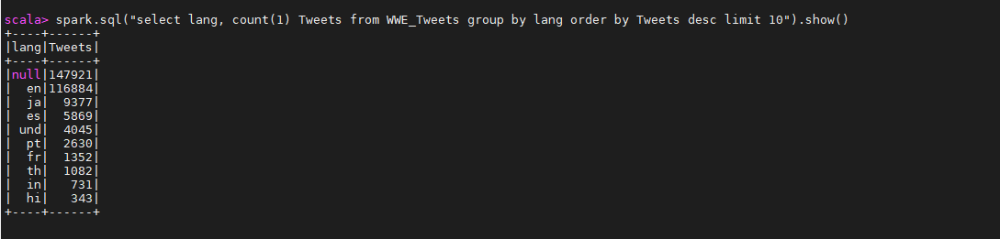 scala> spark.sql("select lang, count(1) Tweets from WWE_Tweets group by lang order by Tweets desc limit 10").show()
+----+------+
|lang|Tweets|
+----+------+
|null|147921|
|  en|116884|
|  ja|  9377|
|  es|  5869|
| und|  4045|
|  pt|  2630|
|  fr|  1352|
|  th|  1082|
|  in|   731|
|  hi|   343|
+----+------+